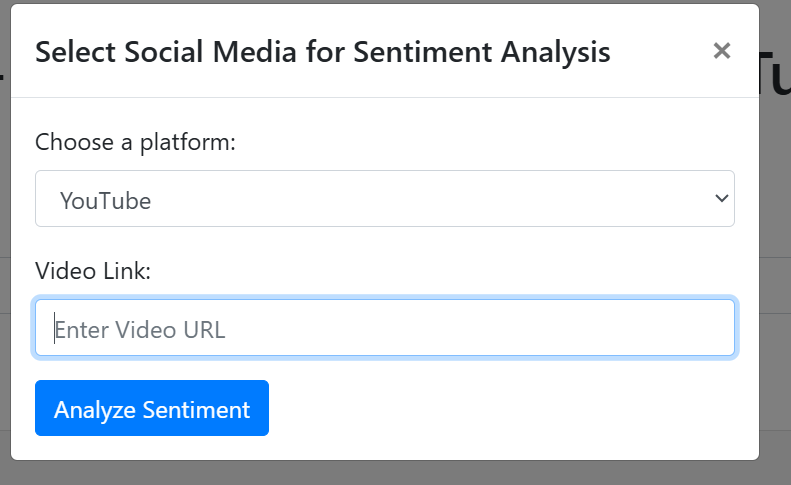 Select Social Media for Sentiment Analysis ×
Choose a platform:
YouTube
Video Link:
Enter Video URL
Analyze Sentiment